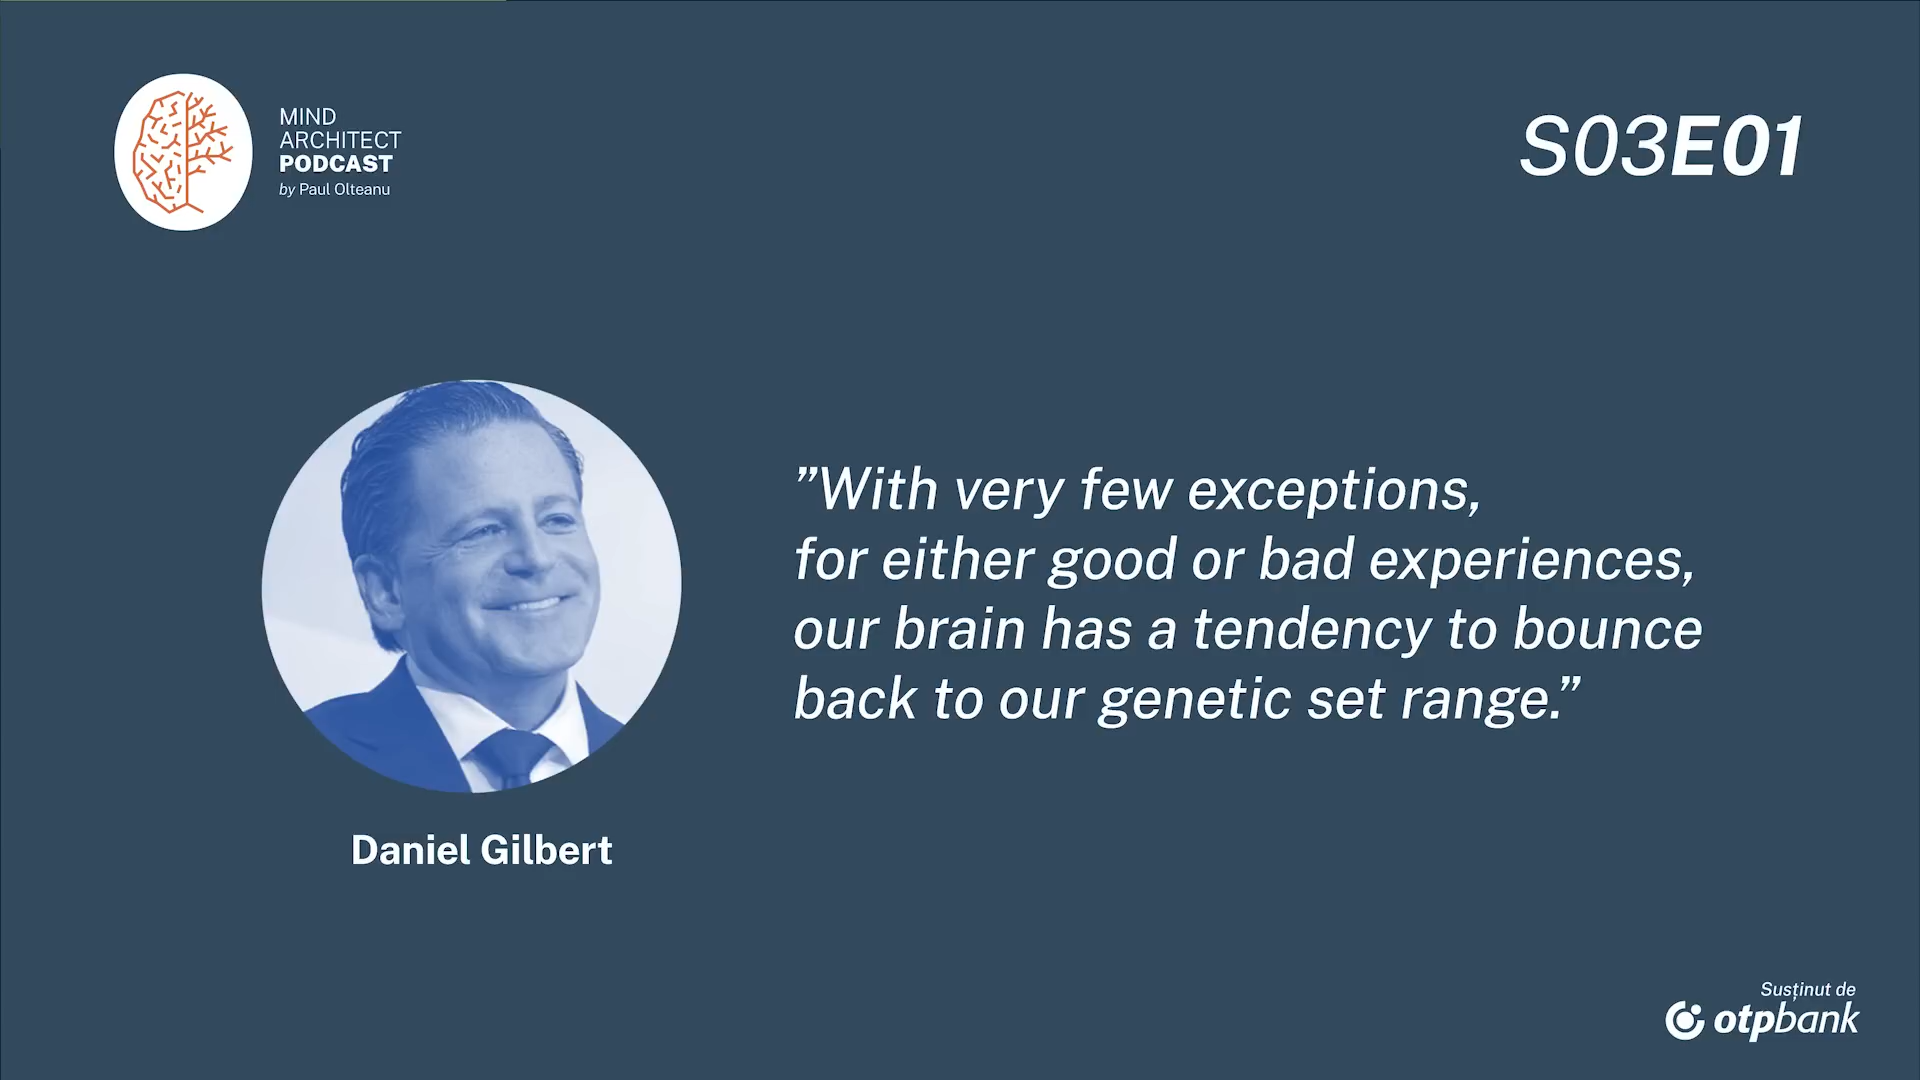 MIND
ARCHITECT
PODCAST
by Paul Olteanu
S03E01
”With very few exceptions,
for either good or bad experiences,
our brain has a tendency to bounce
back to our genetic set range.”
Daniel Gilbert
Susținut de
otpbank